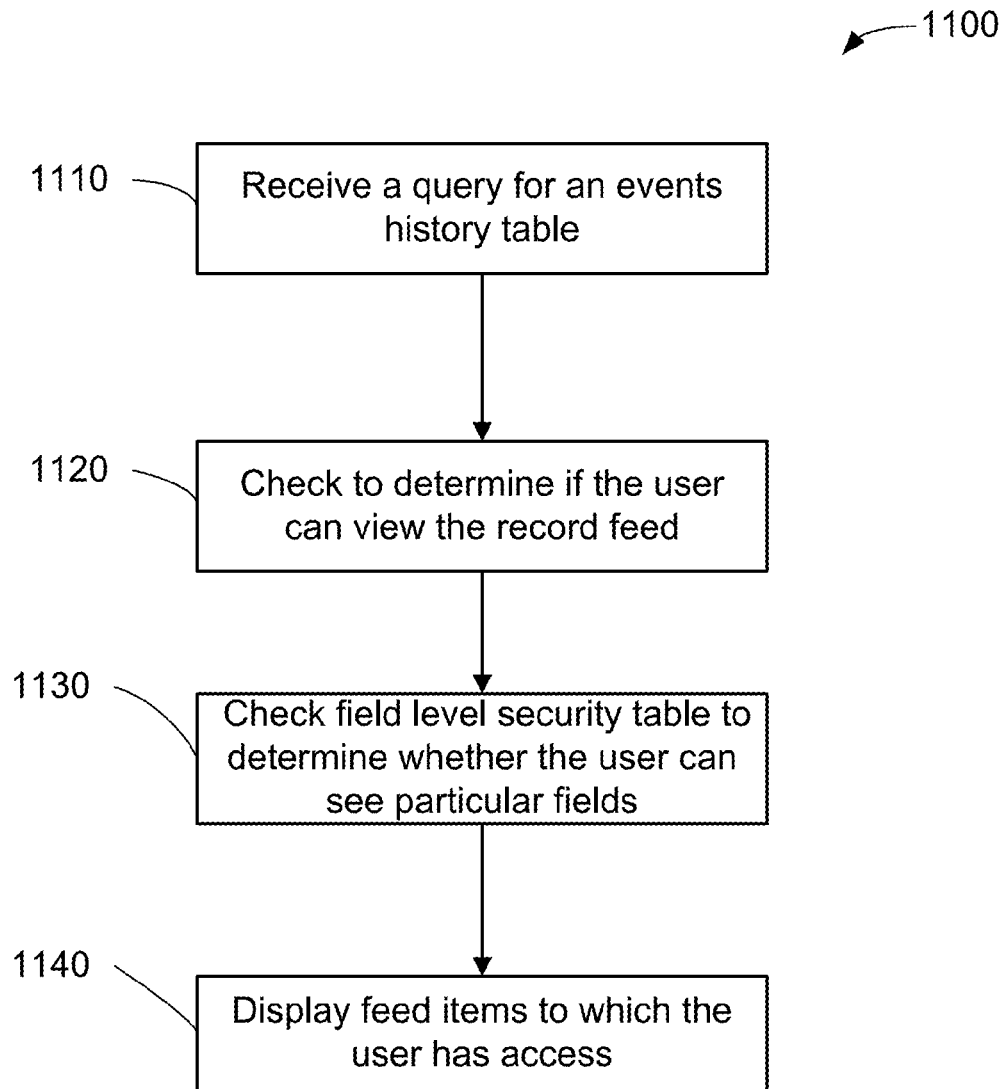 1100
1110
Receive a query for an events
history table
1120
Check to determine if the user
can view the record feed
1130
Check field level security table to
determine whether the user can
see particular fields
1140
Display feed items to which the
user has access